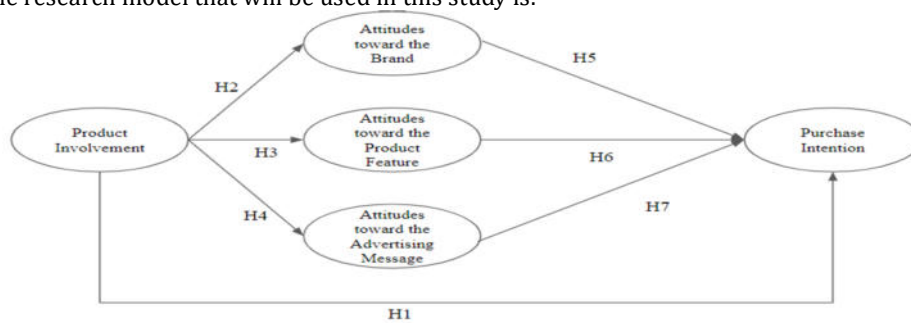 research model that will be used in this study is:
Attitudes
toward the
Brand
H5
H2
Product
Involvement
H3
Attitudes
toward the
Product
Feature
H6
Purchase
Intention
H4
Attitudes
toward the
Advertising
Message
H7
H1